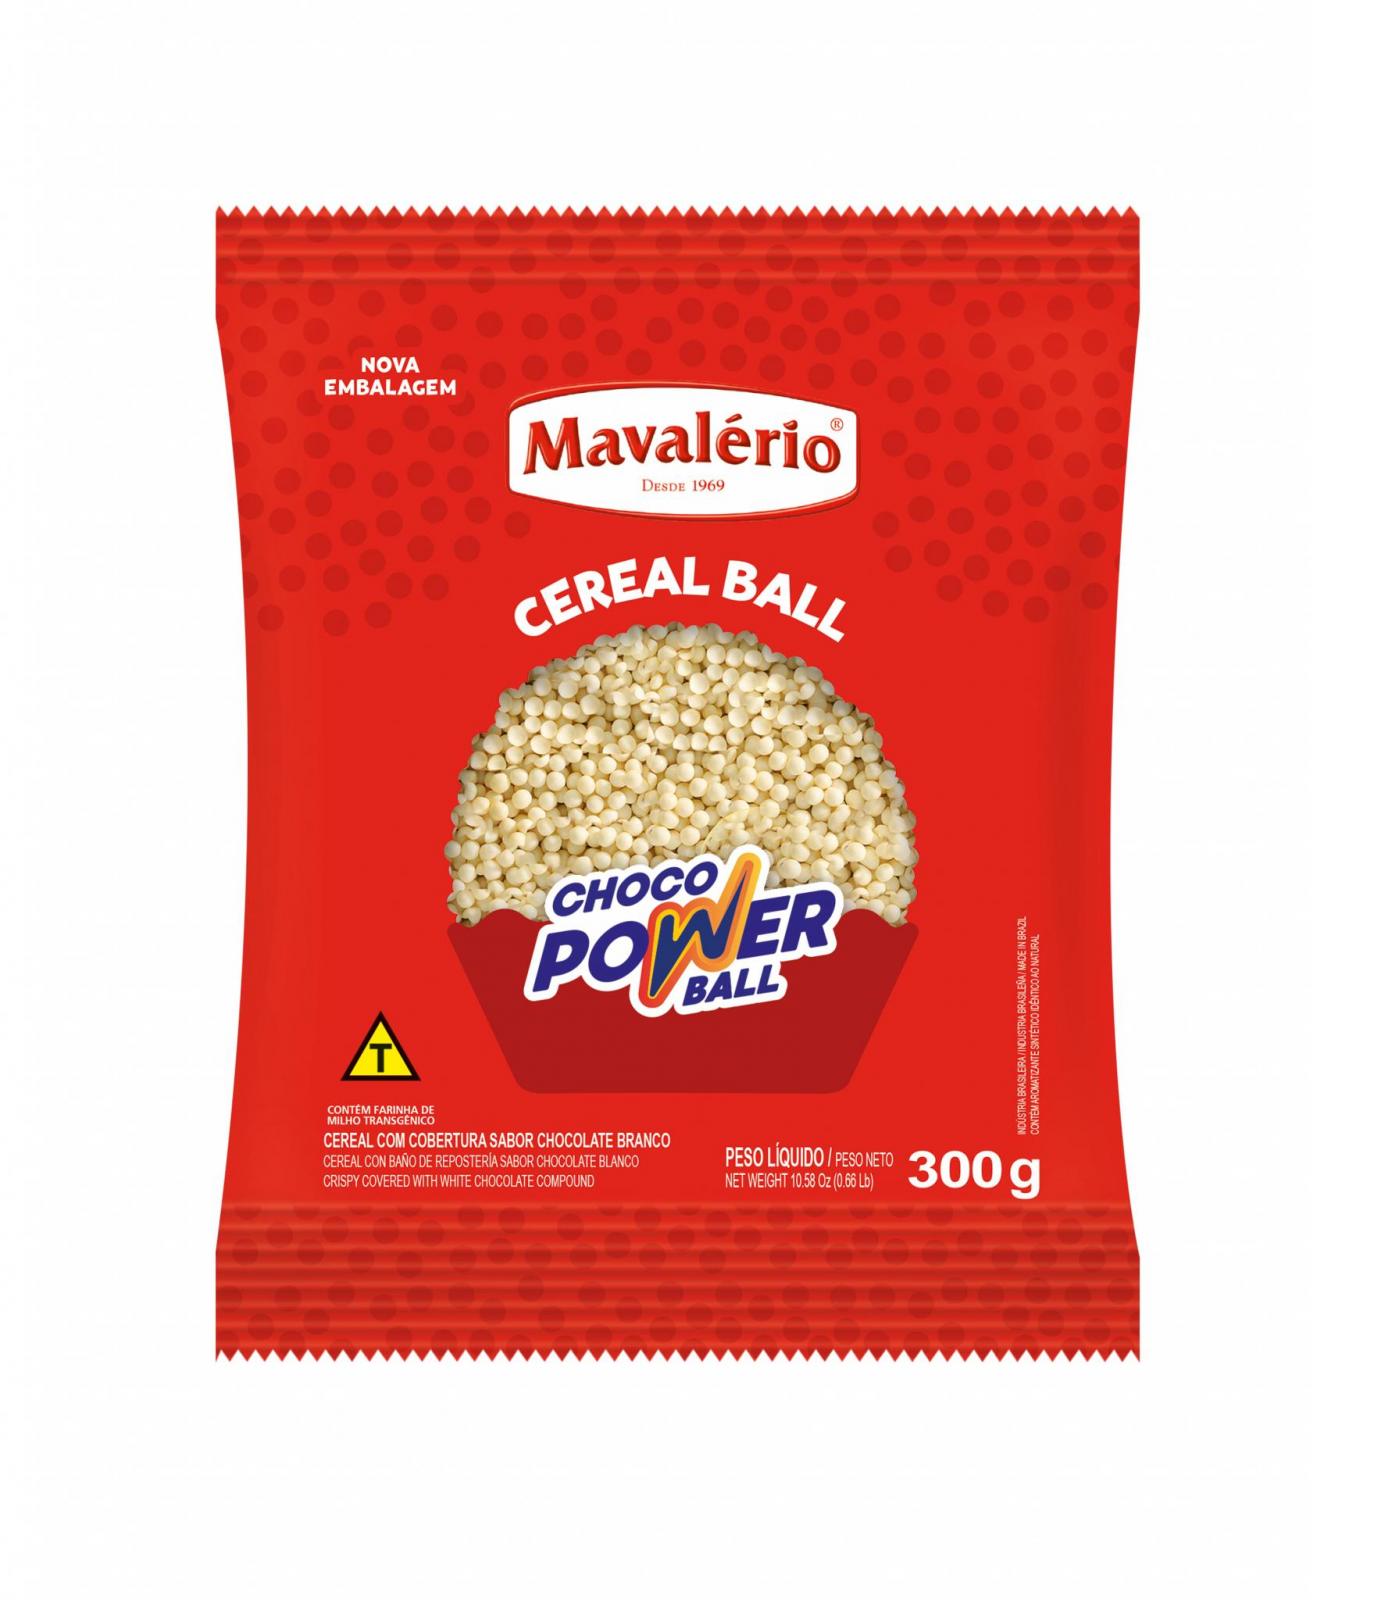 NOVA
EMBALAGEM
Mavalério®
DESDE 1969
CEREAL BALL
CHOCO
POWER
BALL
T
CONTÉM FARINHA DE
MILHO TRANSGÊNICO
CEREAL COM COBERTURA SABOR CHOCOLATE BRANCO
CEREAL CON BAÑO DE REPOSTERÍA SABOR CHOCOLATE BLANCO
CRISPY COVERED WITH WHITE CHOCOLATE COMPOUND
PESO LÍQUIDO / PESO NETO
NET WEIGHT 10.58 Oz (0.66 Lb)
300 g
INDÚSTRIA BRASILEIRA / INDUSTRIA BRASILEÑA / MADE IN BRAZIL
CONTÉM AROMATIZANTE SINTÉTICO IDÊNTICO AO NATURAL